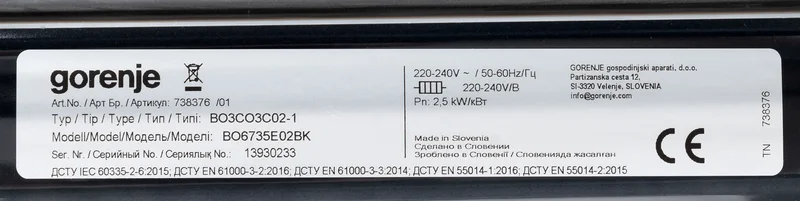 gorenje
Art.No./ Арт Бр./ Артикул: 738376 /01
Typ / Tip / Type / Тип / Типі: BO3CO3C02-1
Modell/Model/Модель/Моделі: BO6735E02BK
Ser. Nr. / Серийный No / Сериялық No.: 13930233
220-240V ~ / 50-60Hz/Гц
220-240V/В
Pn: 2,5 kW/кВт
Made in Slovenia
Сделано в Словении
Зроблено в Словенії / Словенияда жасалған
GORENJE gospodinjski aparati, d.o.o.
Partizanska cesta 12,
SI-3320 Velenje, SLOVENIA
info@gorenje.com
CE
TN 738376
ДСТУ IEC 60335-2-6:2015; ДСТУ EN 61000-3-2:2016; ДСТУ EN 61000-3-3:2014; ДСТУ EN 55014-1:2016; ДСТУ EN 55014-2:2015